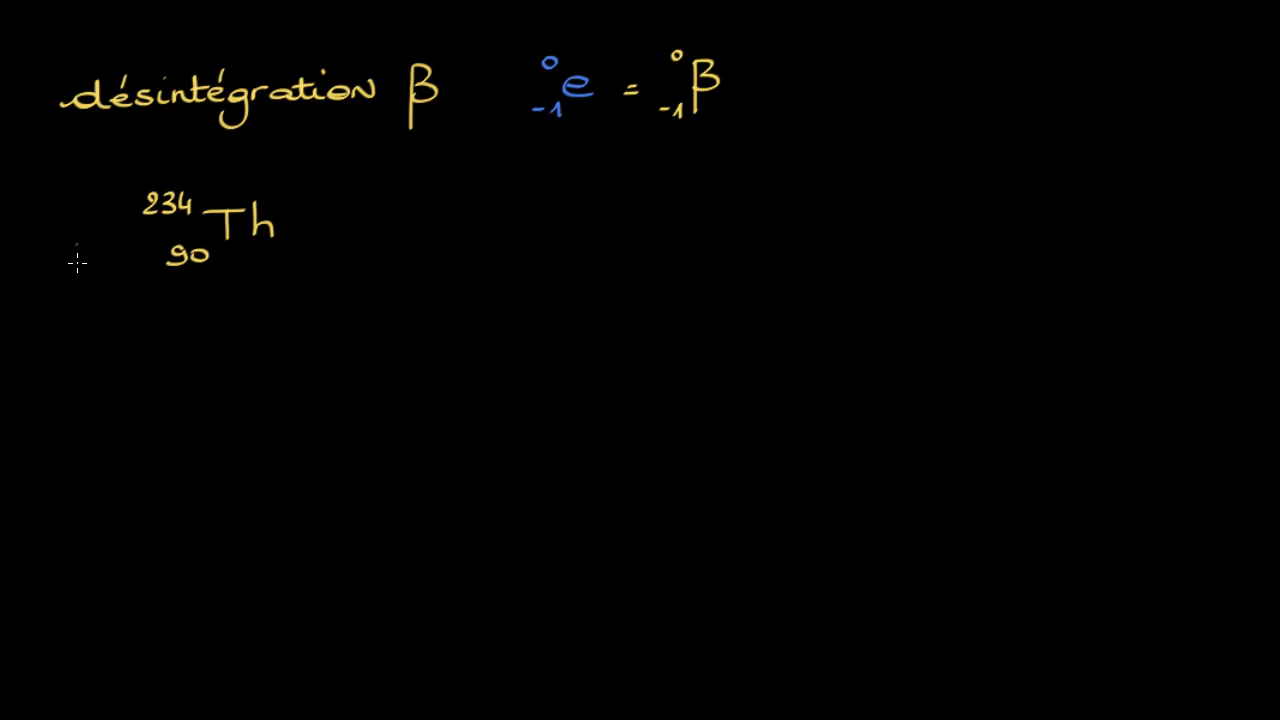 désintégration β ⁰₋₁e = ⁰₋₁β
²³⁴₉₀Th